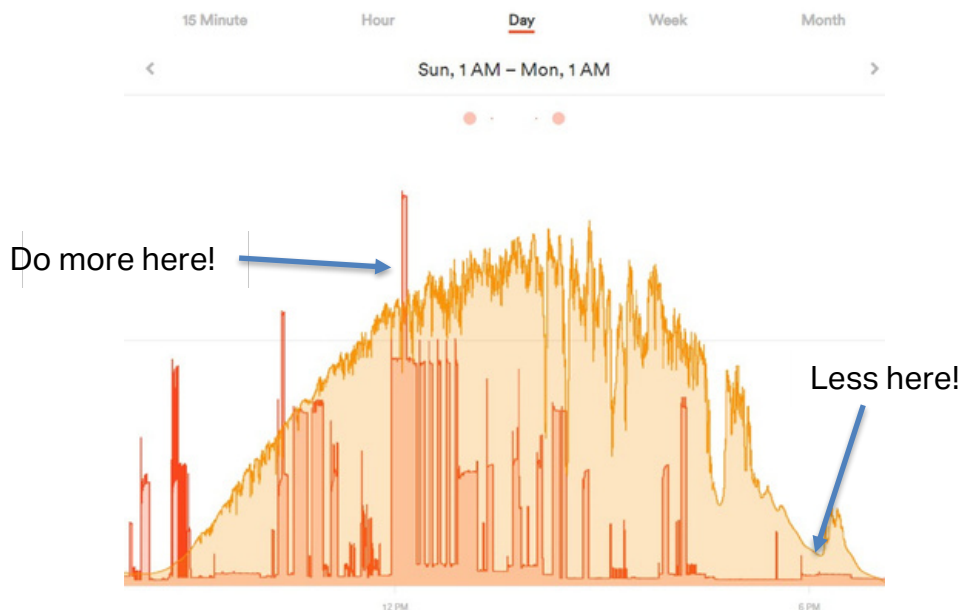 15 Minute Hour Day Week Month
< Sun, 1 AM – Mon, 1 AM >
Do more here!
Less here!
12 PM 6 PM